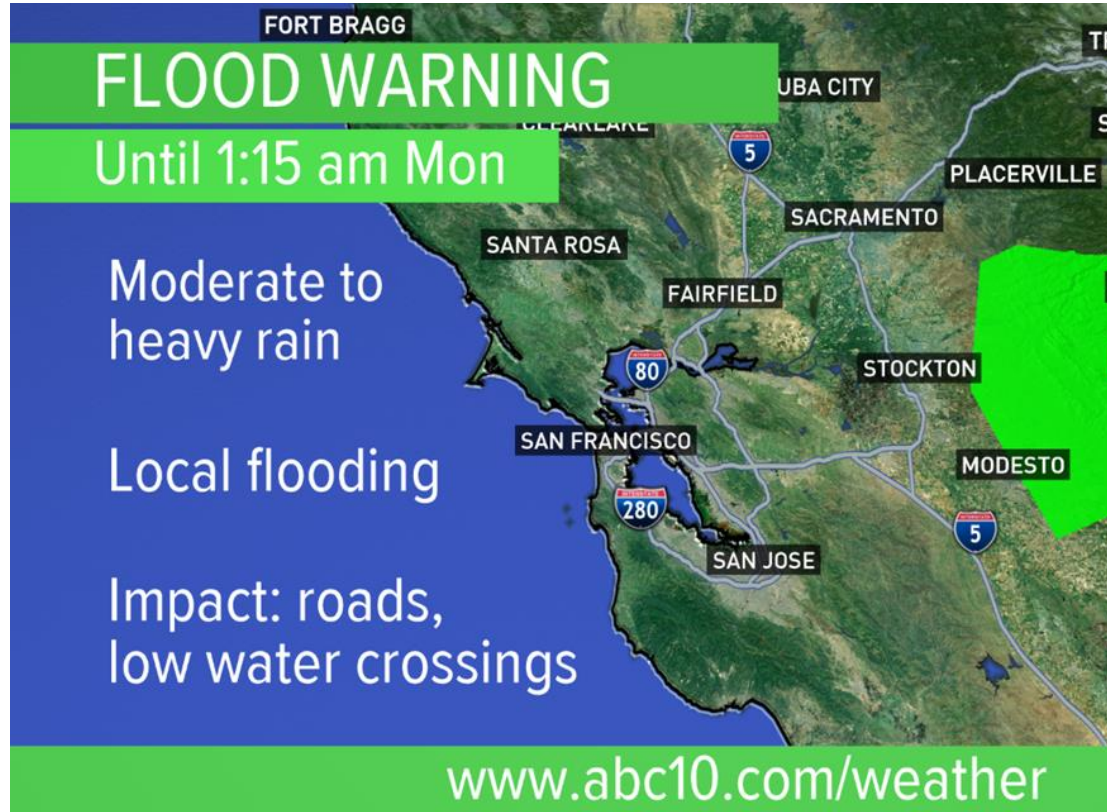 FORT BRAGG
FLOOD WARNING
UBA CITY
CLEARLAKE
5
Until 1:15 am Mon
PLACERVILLE
SACRAMENTO
SANTA ROSA
Moderate to
heavy rain
FAIRFIELD
80
STOCKTON
SAN FRANCISCO
MODESTO
Local flooding
280
5
SAN JOSE
Impact: roads,
low water crossings
www.abc10.com/weather